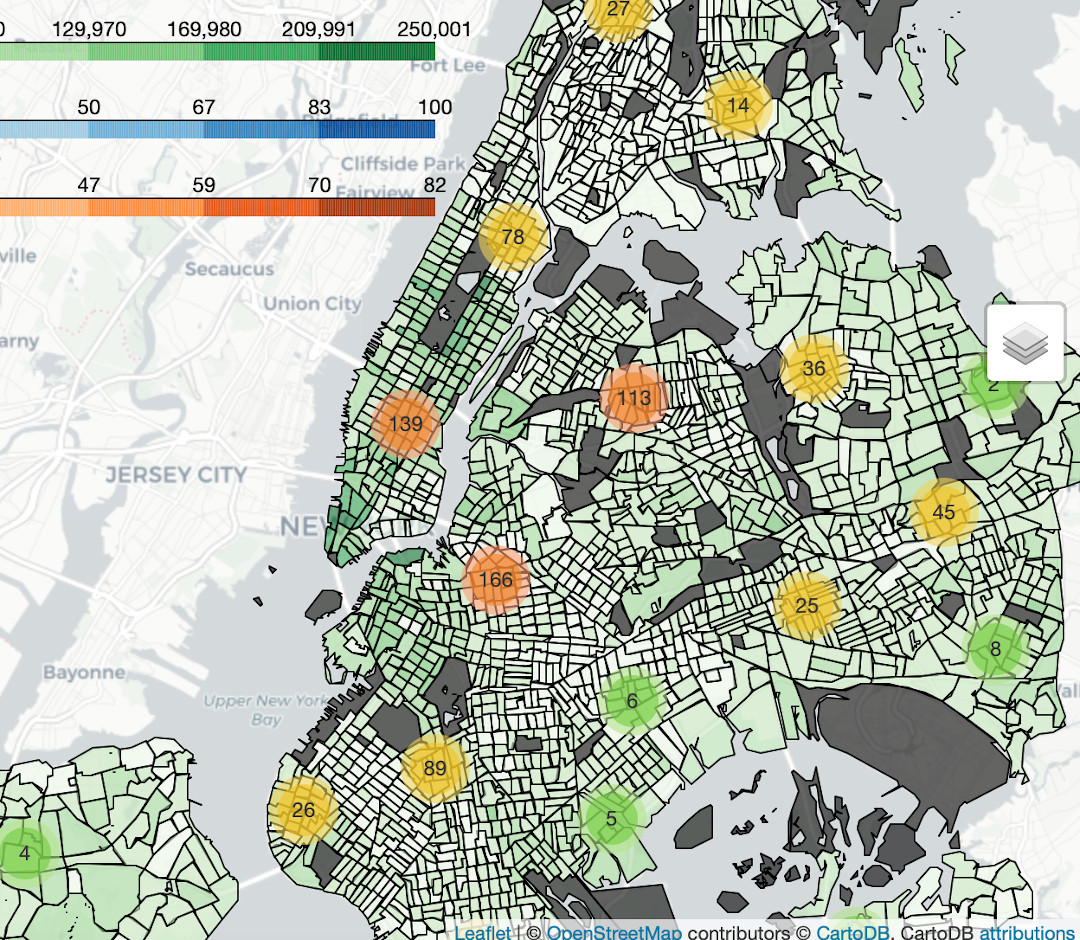 27
0 129,970 169,980 209,991 250,001
Fort Lee
50 67 83 100
14
Ridgefield
Cliffside Park
47 59 70 82
Fairview
78
ville
Secaucus
Union City
arny
36
2
113
139
JERSEY CITY
45
NEW
166
25
8
Bayonne
Upper New York
Bay
6
89
26
5
4
Leaflet | © OpenStreetMap contributors © CartoDB, CartoDB attributions